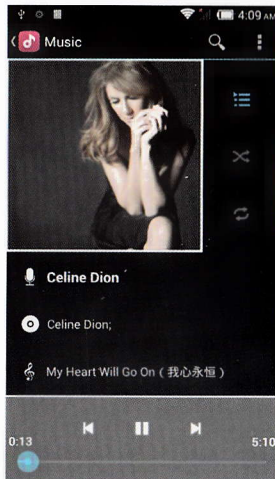 4:09 AM
Music
Celine Dion
Celine Dion;
My Heart Will Go On ( 我心永恒 )
0:13
5:10